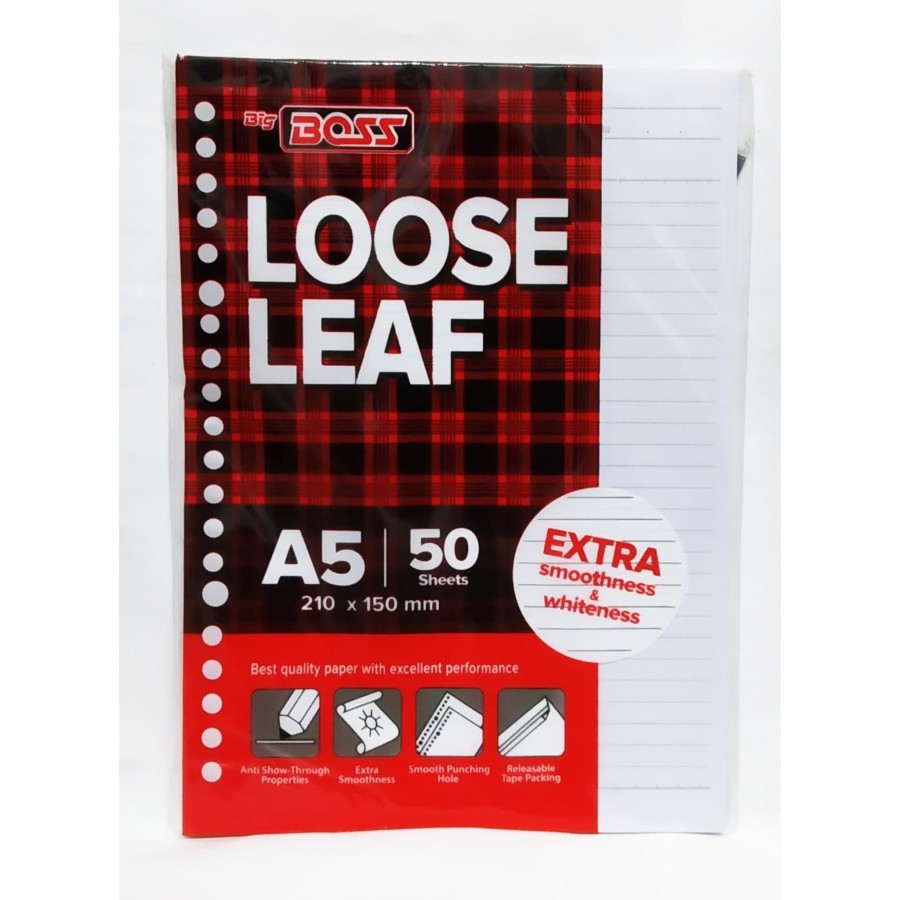 Big BOSS
LOOSE
LEAF
A5 50
Sheets
210 x 150 mm
EXTRA
smoothness
&
whiteness
Best quality paper with excellent performance
Anti Show-Through
Properties
Extra
Smoothness
Smooth Punching
Hole
Releasable
Tape Packing